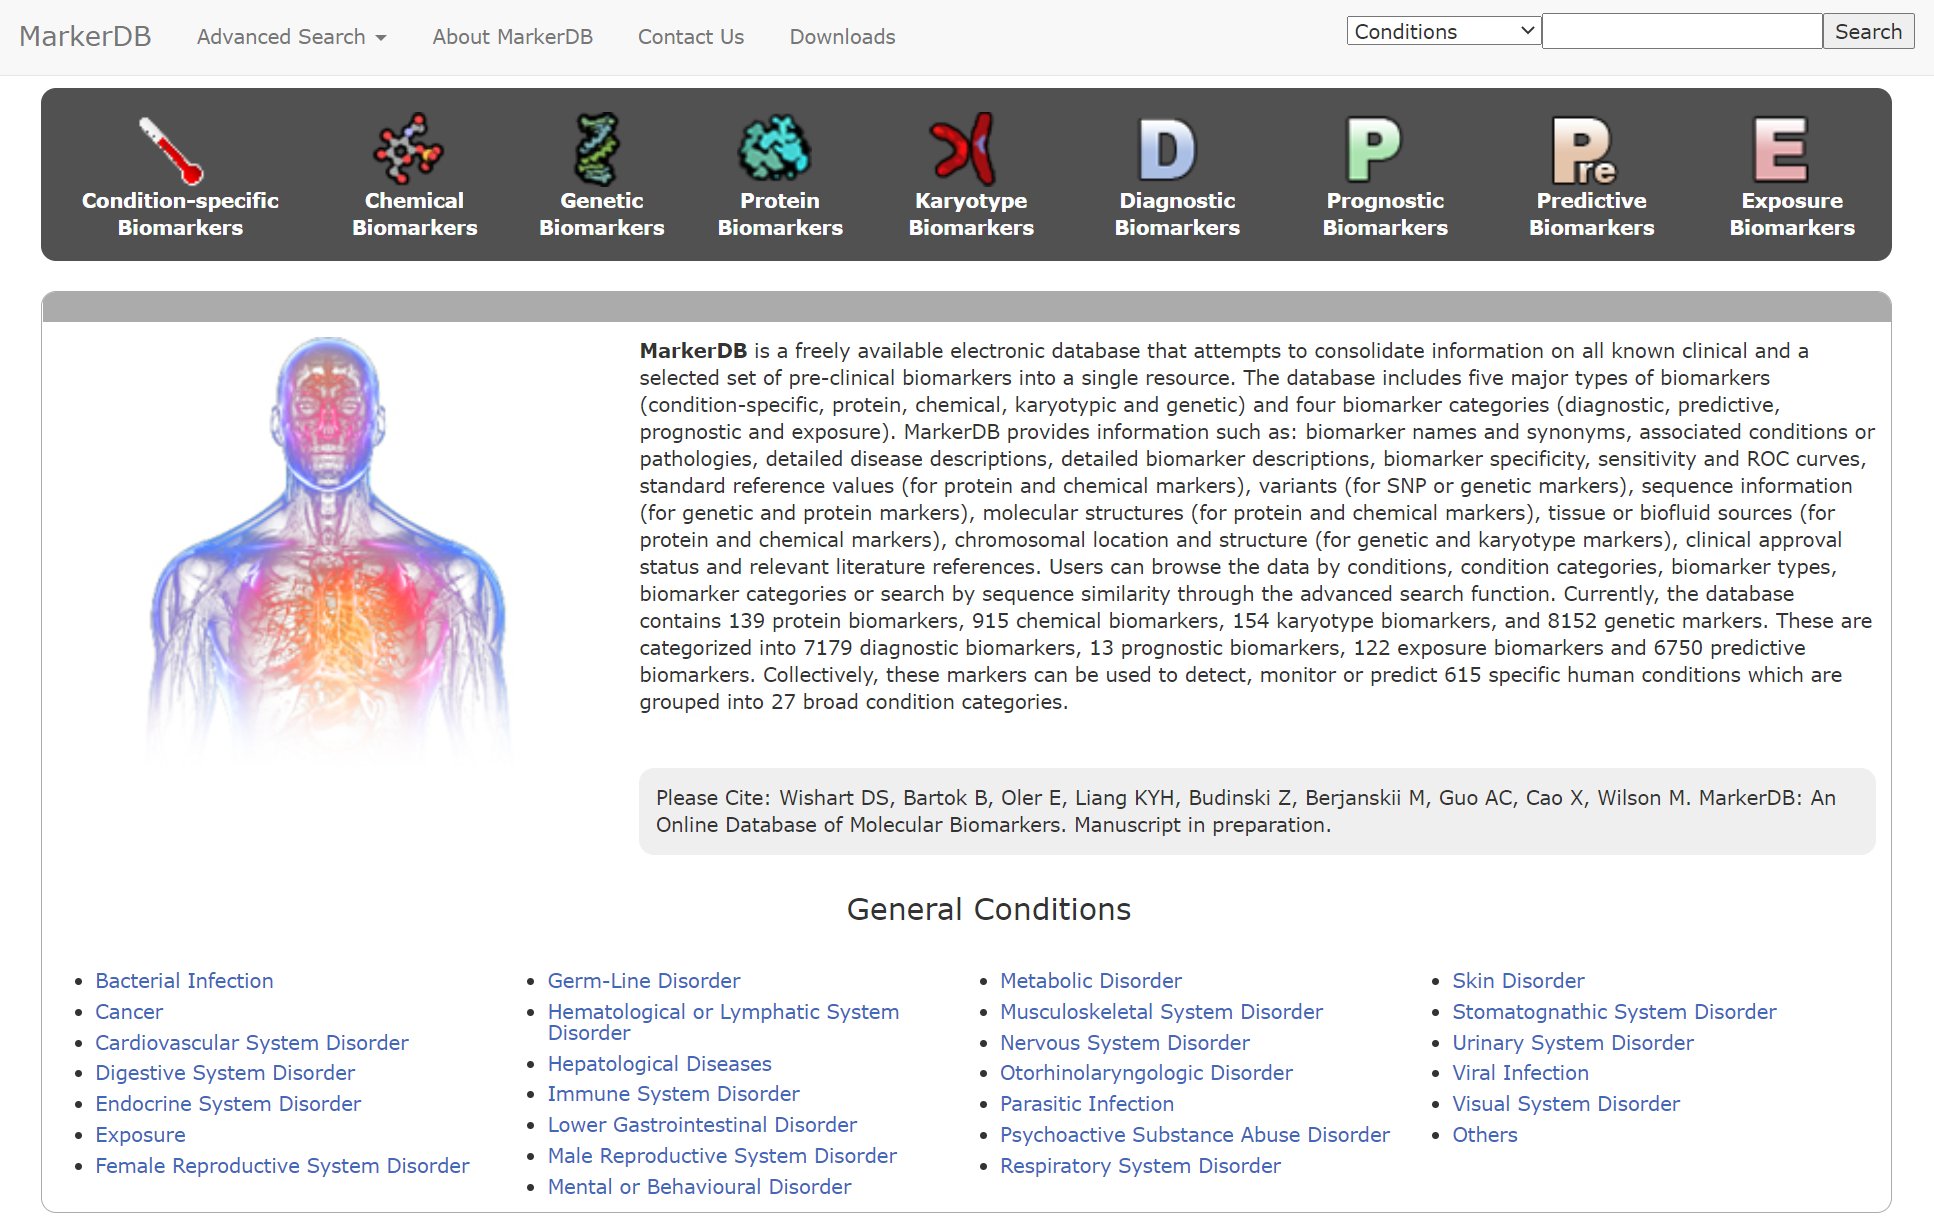 MarkerDB Advanced Search About MarkerDB Contact Us Downloads Conditions Search
Condition-specific Biomarkers
Chemical Biomarkers
Genetic Biomarkers
Protein Biomarkers
Karyotype Biomarkers
D
Diagnostic Biomarkers
P
Prognostic Biomarkers
Pre
Predictive Biomarkers
E
Exposure Biomarkers
MarkerDB is a freely available electronic database that attempts to consolidate information on all known clinical and a
selected set of pre-clinical biomarkers into a single resource. The database includes five major types of biomarkers
(condition-specific, protein, chemical, karyotypic and genetic) and four biomarker categories (diagnostic, predictive,
prognostic and exposure). MarkerDB provides information such as: biomarker names and synonyms, associated conditions or
pathologies, detailed disease descriptions, detailed biomarker descriptions, biomarker specificity, sensitivity and ROC curves,
standard reference values (for protein and chemical markers), variants (for SNP or genetic markers), sequence information
(for genetic and protein markers), molecular structures (for protein and chemical markers), tissue or biofluid sources (for
protein and chemical markers), chromosomal location and structure (for genetic and karyotype markers), clinical approval
status and relevant literature references. Users can browse the data by conditions, condition categories, biomarker types,
biomarker categories or search by sequence similarity through the advanced search function. Currently, the database
contains 139 protein biomarkers, 915 chemical biomarkers, 154 karyotype biomarkers, and 8152 genetic markers. These are
categorized into 7179 diagnostic biomarkers, 13 prognostic biomarkers, 122 exposure biomarkers and 6750 predictive
biomarkers. Collectively, these markers can be used to detect, monitor or predict 615 specific human conditions which are
grouped into 27 broad condition categories.
Please Cite: Wishart DS, Bartok B, Oler E, Liang KYH, Budinski Z, Berjanskii M, Guo AC, Cao X, Wilson M. MarkerDB: An
Online Database of Molecular Biomarkers. Manuscript in preparation.
General Conditions
Bacterial Infection
Cancer
Cardiovascular System Disorder
Digestive System Disorder
Endocrine System Disorder
Exposure
Female Reproductive System Disorder
Germ-Line Disorder
Hematological or Lymphatic System
Disorder
Hepatological Diseases
Immune System Disorder
Lower Gastrointestinal Disorder
Male Reproductive System Disorder
Mental or Behavioural Disorder
Metabolic Disorder
Musculoskeletal System Disorder
Nervous System Disorder
Otorhinolaryngologic Disorder
Parasitic Infection
Psychoactive Substance Abuse Disorder
Respiratory System Disorder
Skin Disorder
Stomatognathic System Disorder
Urinary System Disorder
Viral Infection
Visual System Disorder
Others